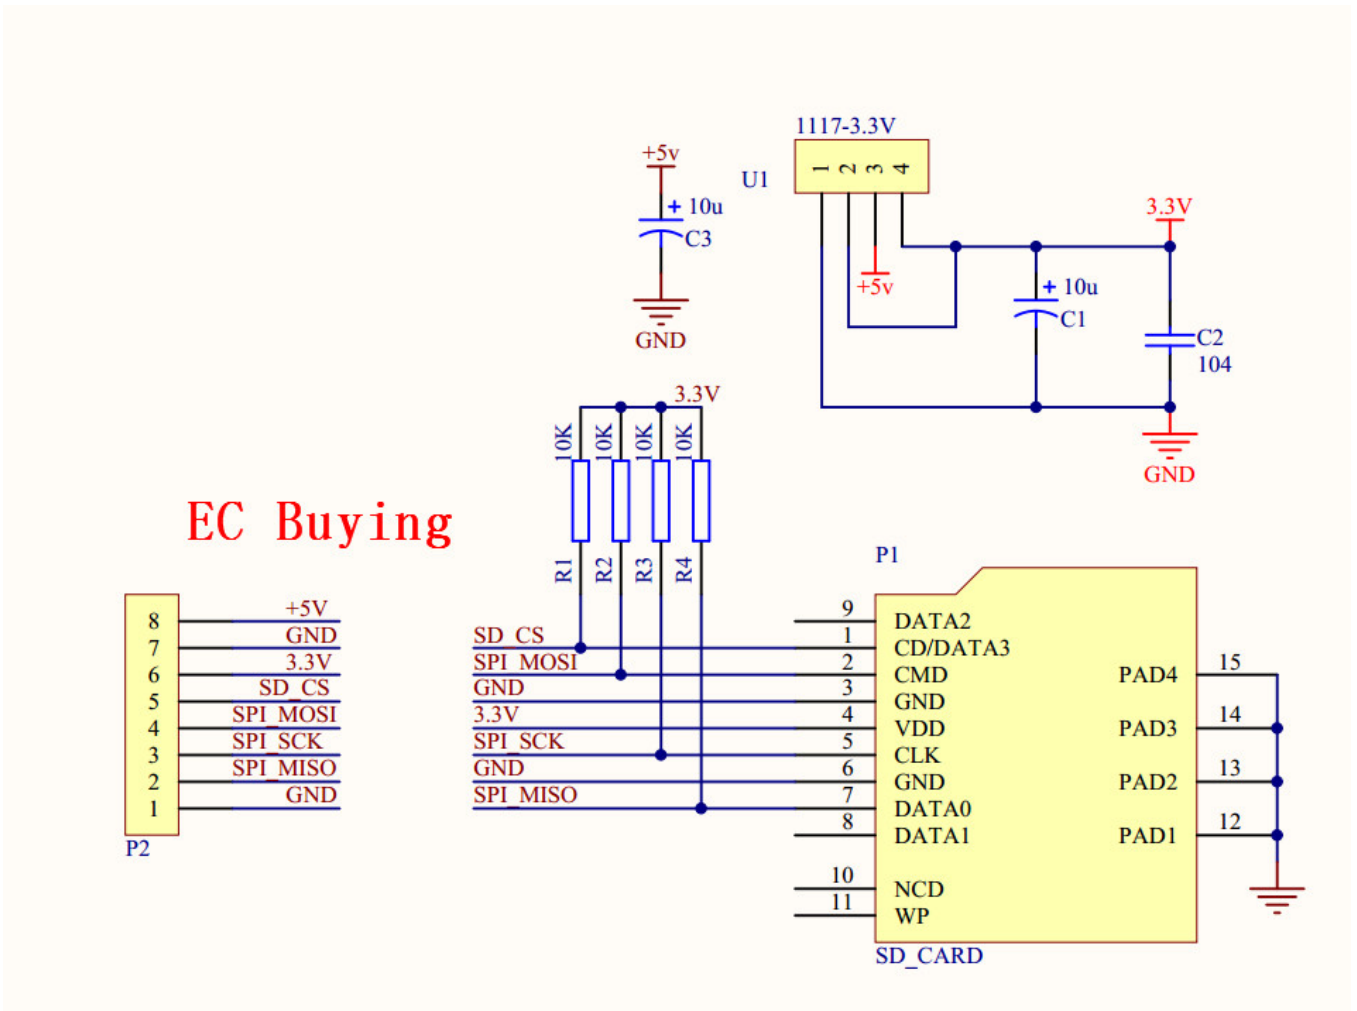 1117-3.3V
U1
1 2 3 4
+5v
+ 10u
C3
GND
+5v
3.3V
+ 10u
C1
C2
104
GND
3.3V
10K 10K 10K 10K
R1 R2 R3 R4
EC Buying
P1
8 +5V
7 GND
6 3.3V
5 SD_CS
4 SPI_MOSI
3 SPI_SCK
2 SPI_MISO
1 GND
P2
9 DATA2
SD_CS 1 CD/DATA3
SPI_MOSI 2 CMD
GND 3 GND
3.3V 4 VDD
SPI_SCK 5 CLK
GND 6 GND
SPI_MISO 7 DATA0
8 DATA1
10 NCD
11 WP
PAD4 15
PAD3 14
PAD2 13
PAD1 12
SD_CARD